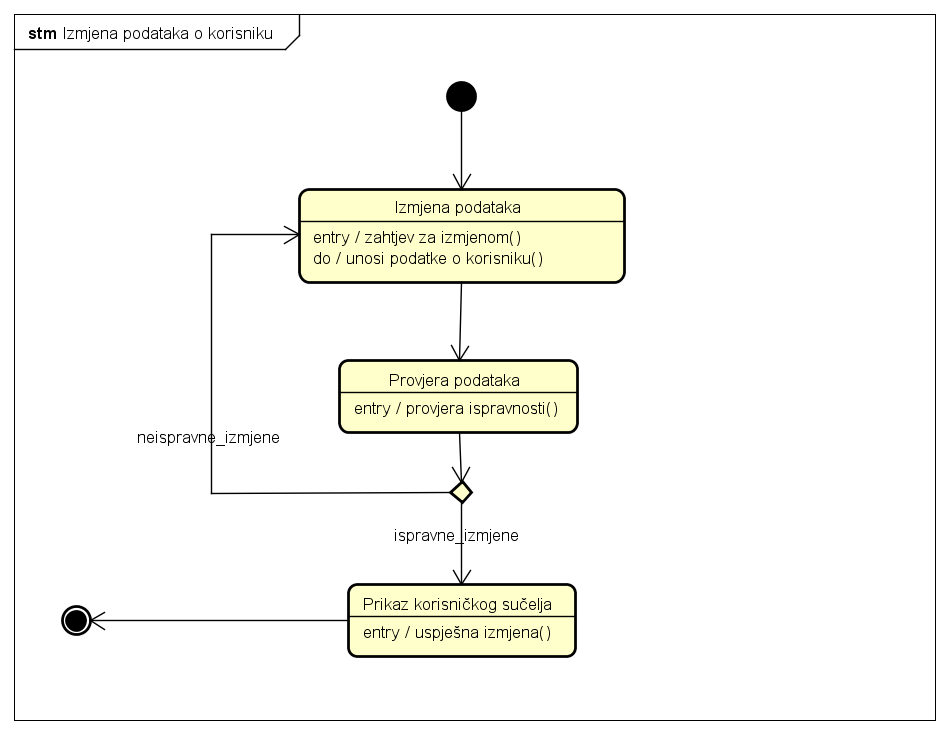 stm Izmjena podataka o korisniku
Izmjena podataka
entry / zahtjev za izmjenom()
do / unosi podatke o korisniku()
Provjera podataka
entry / provjera ispravnosti()
neispravne_izmjene
ispravne_izmjene
Prikaz korisničkog sučelja
entry / uspješna izmjena()